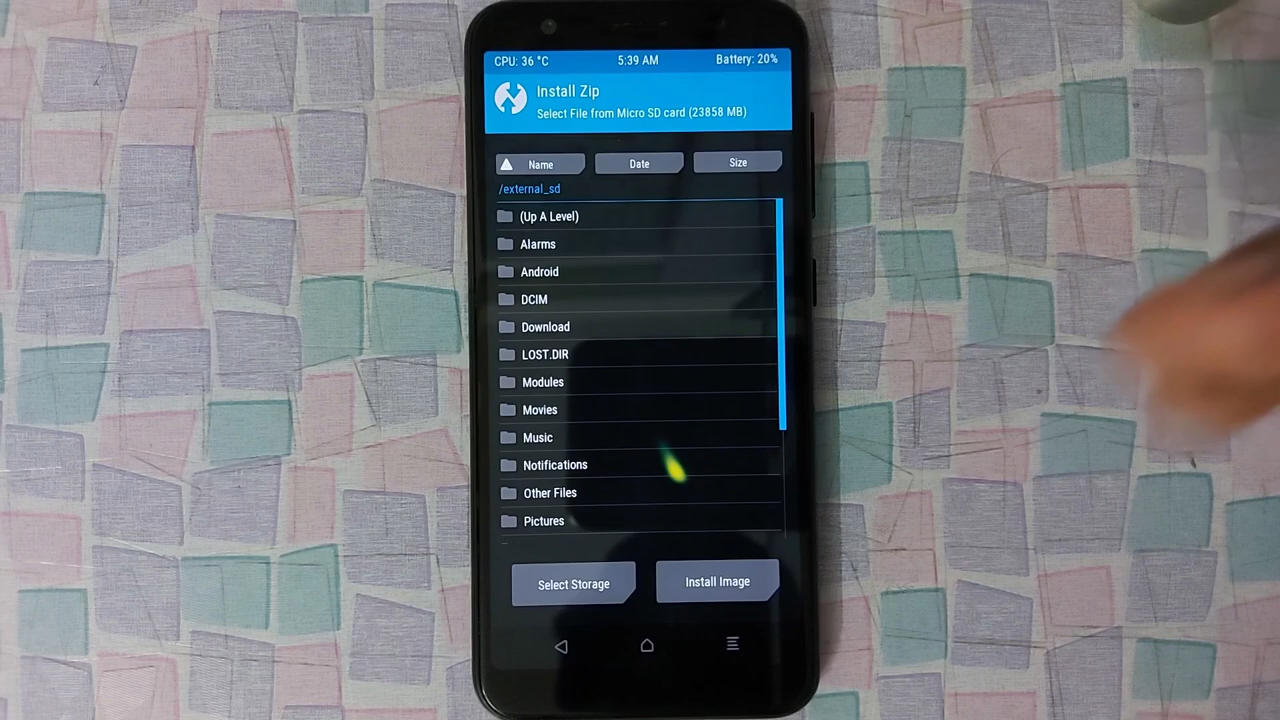 CPU: 36 °C 5:39 AM Battery: 20%
Install Zip
Select File from Micro SD card (23858 MB)
Name Date Size
/external_sd
(Up A Level)
Alarms
Android
DCIM
Download
LOST.DIR
Modules
Movies
Music
Notifications
Other Files
Pictures
Select Storage Install Image